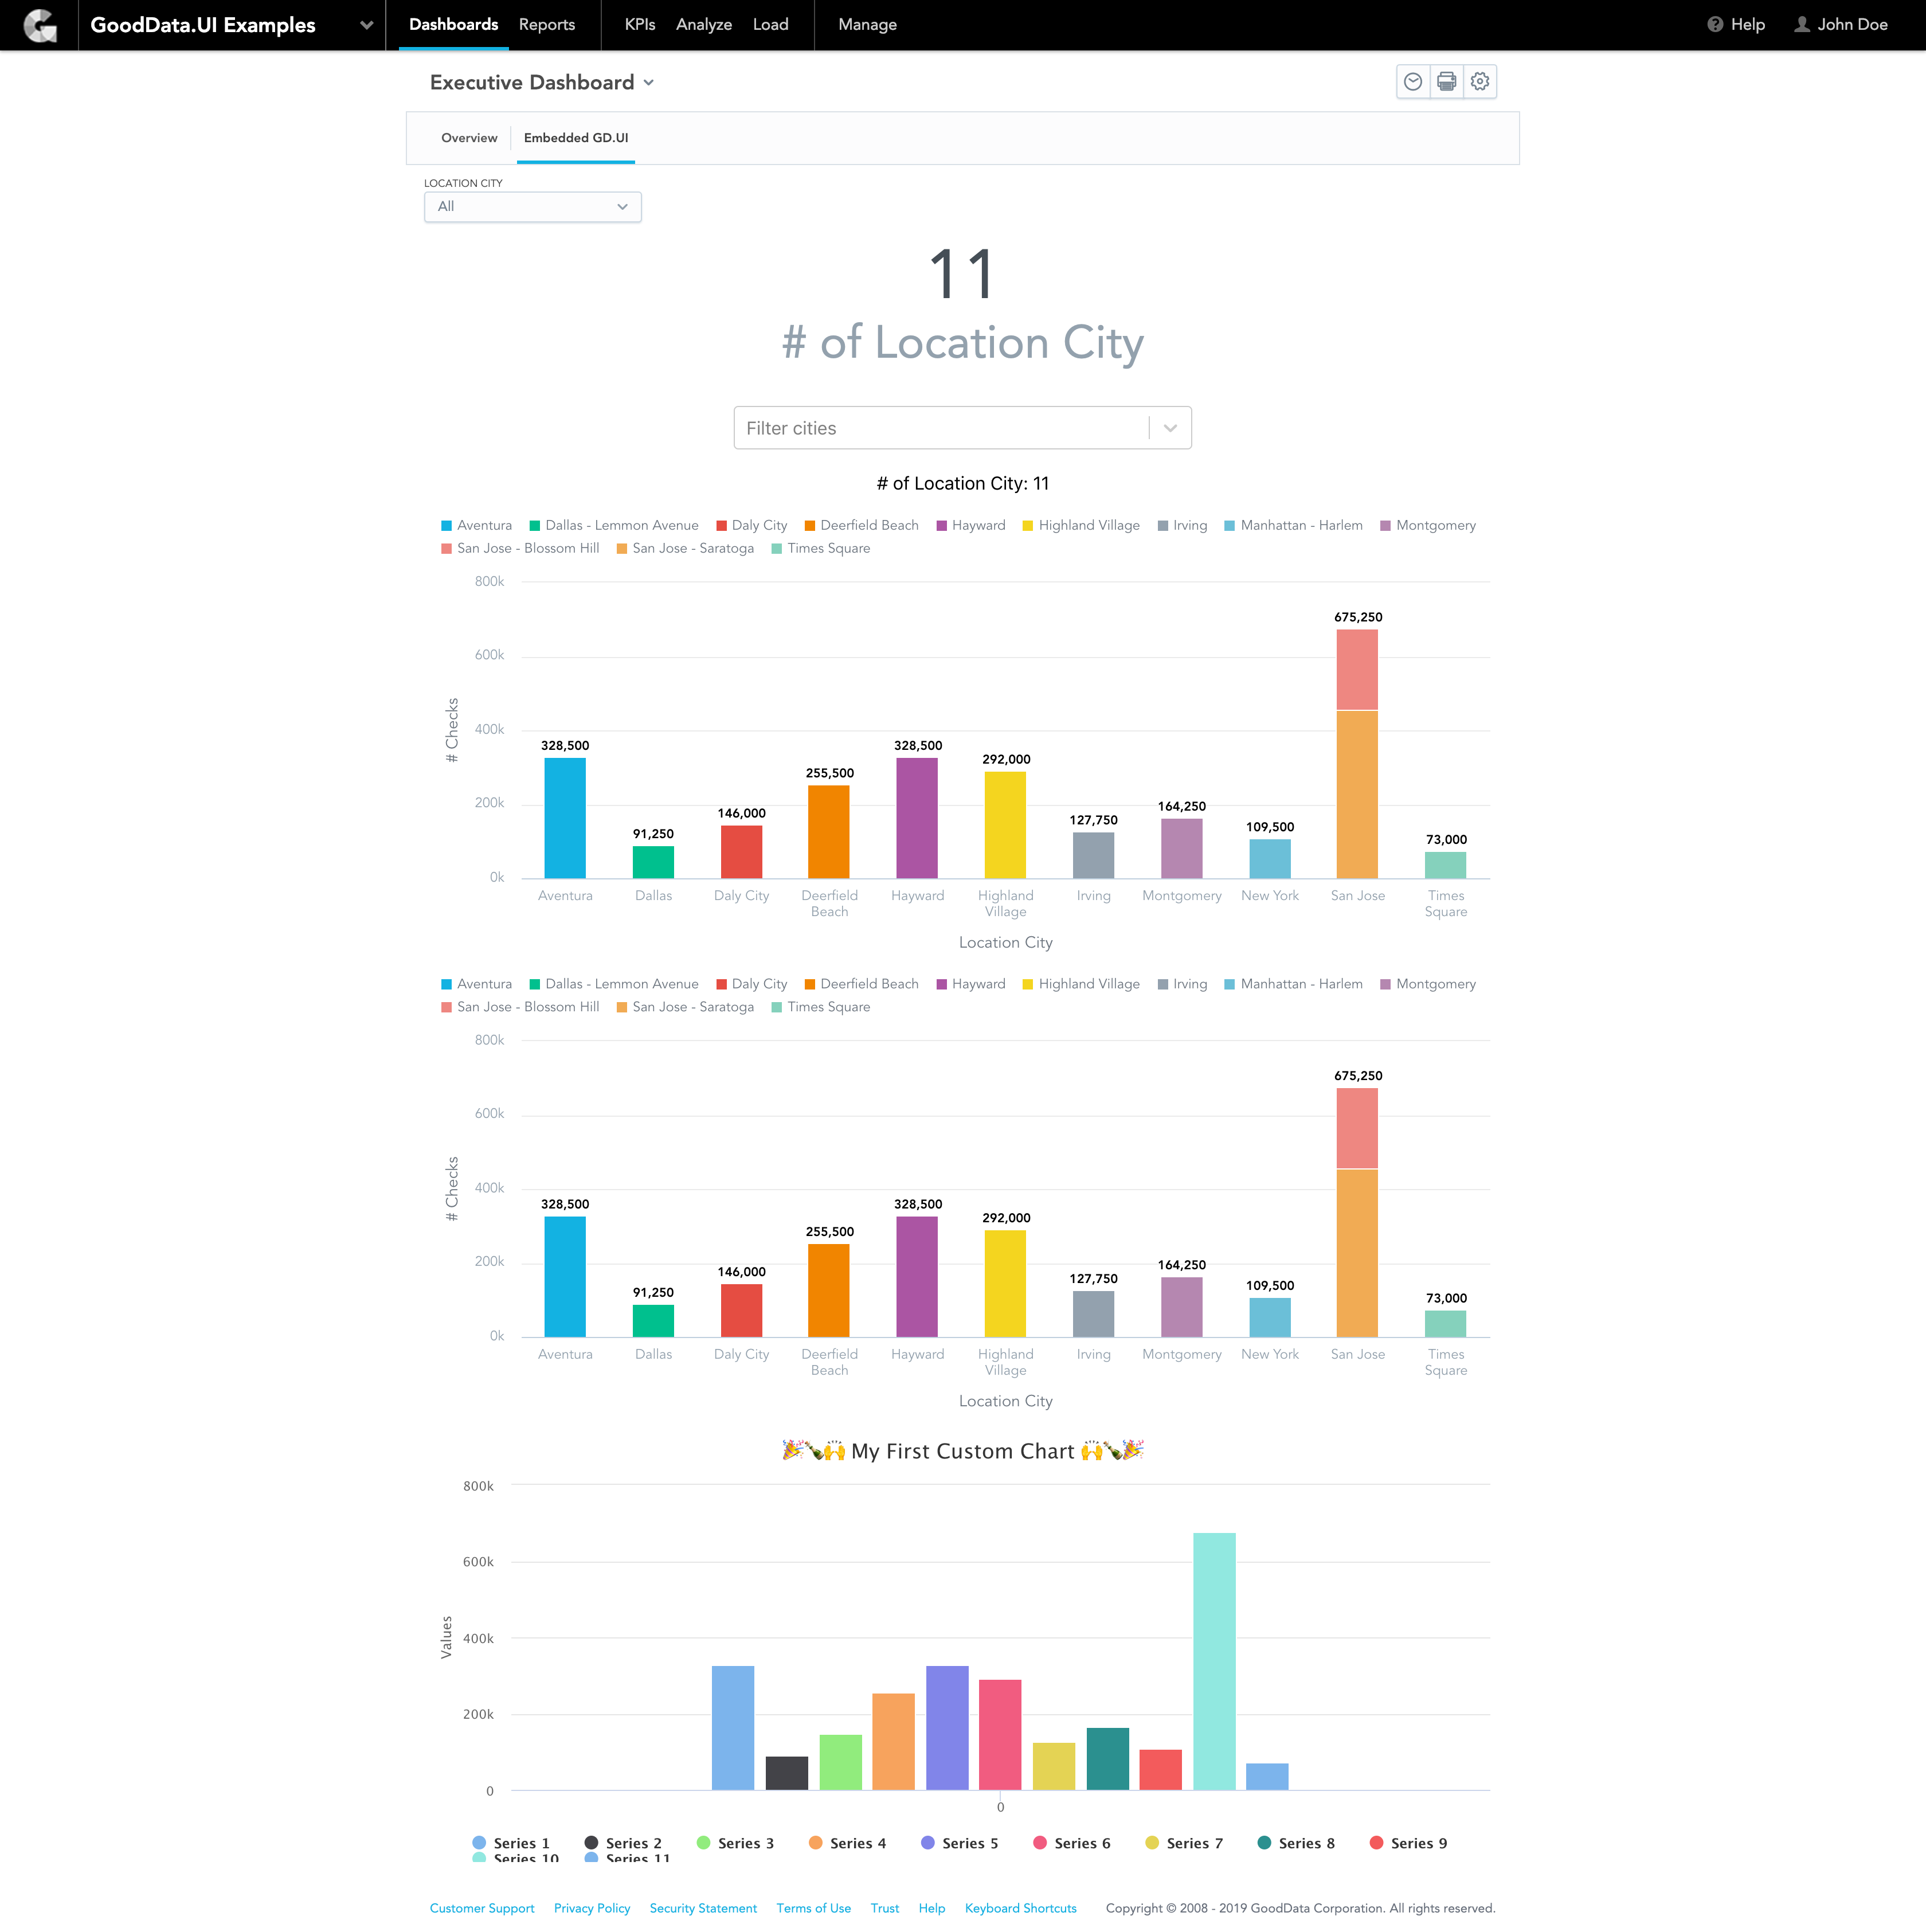 GoodData.UI Examples Dashboards Reports KPIs Analyze Load Manage Help John Doe
Executive Dashboard
Overview Embedded GD.UI
LOCATION CITY
All
11
# of Location City
Filter cities
# of Location City: 11
Aventura Dallas - Lemmon Avenue Daly City Deerfield Beach Hayward Highland Village Irving Manhattan - Harlem Montgomery
San Jose - Blossom Hill San Jose - Saratoga Times Square
800k
675,250
600k
# Checks
400k
328,500 328,500
292,000
255,500
200k
164,250
146,000
127,750
109,500
91,250
73,000
0k
Aventura Dallas Daly City Deerfield Beach Hayward Highland Village Irving Montgomery New York San Jose Times Square
Location City
Aventura Dallas - Lemmon Avenue Daly City Deerfield Beach Hayward Highland Village Irving Manhattan - Harlem Montgomery
San Jose - Blossom Hill San Jose - Saratoga Times Square
800k
675,250
600k
# Checks
400k
328,500 328,500
292,000
255,500
200k
164,250
146,000
127,750
109,500
91,250
73,000
0k
Aventura Dallas Daly City Deerfield Beach Hayward Highland Village Irving Montgomery New York San Jose Times Square
Location City
🎉🍾🙌 My First Custom Chart 🙌🍾🎉
800k
600k
Values
400k
200k
0
0
Series 1 Series 2 Series 3 Series 4 Series 5 Series 6 Series 7 Series 8 Series 9
Series 10 Series 11
Customer Support Privacy Policy Security Statement Terms of Use Trust Help Keyboard Shortcuts Copyright © 2008 - 2019 GoodData Corporation. All rights reserved.